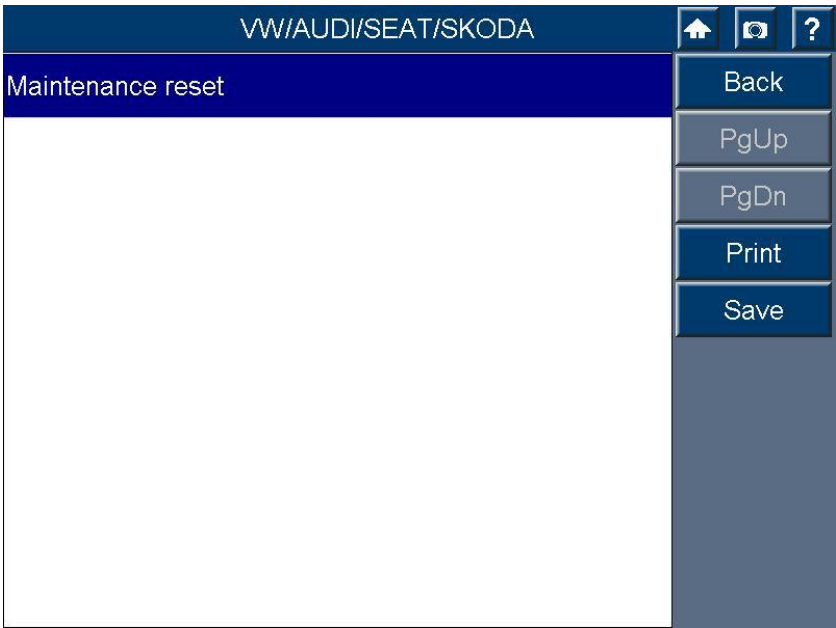 VW/AUDI/SEAT/SKODA
?
Maintenance reset
Back
PgUp
PgDn
Print
Save